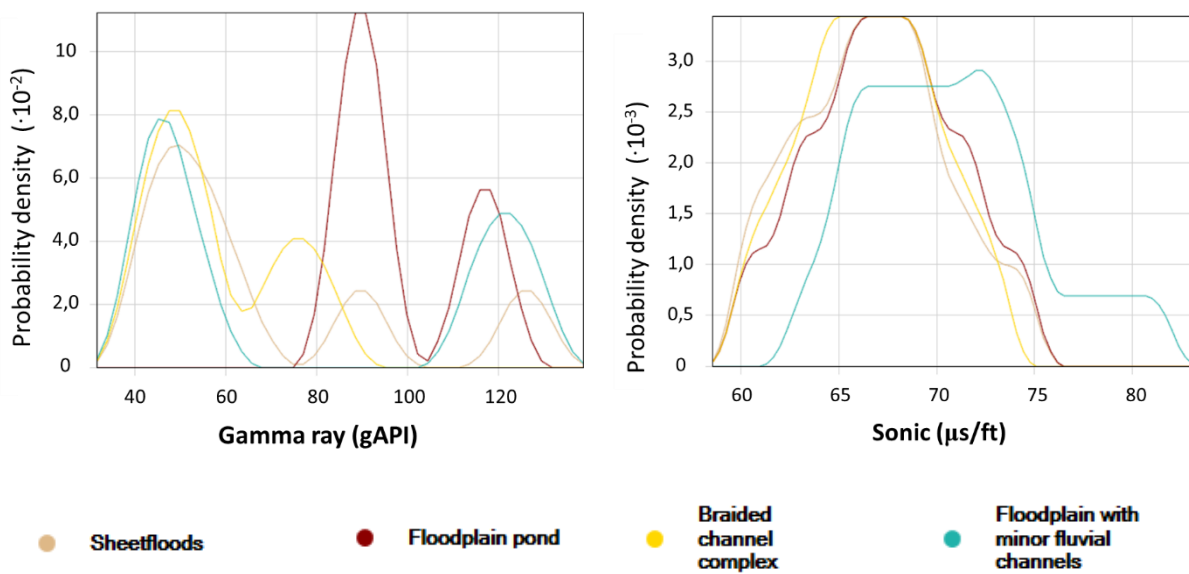 Probability density (·10⁻²)
10
8,0
6,0
4,0
2,0
0
40 60 80 100 120
Gamma ray (gAPI)
Probability density (·10⁻³)
3,0
2,5
2,0
1,5
1,0
0,5
0
60 65 70 75 80
Sonic (μs/ft)
Sheetfloods
Floodplain pond
Braided
channel
complex
Floodplain with
minor fluvial
channels